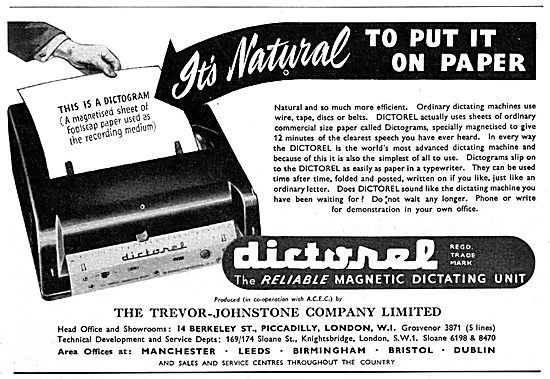 It's Natural TO PUT IT
ON PAPER
THIS IS A DICTOGRAM
(A magnetised sheet of
foolscap paper used as
the recording medium)
Natural and so much more efficient. Ordinary dictating machines use
wire, tape, discs or belts. DICTOREL actually uses sheets of ordinary
commercial size paper called Dictograms, specially magnetised to give
12 minutes of the clearest speech you have ever heard. In every way
the DICTOREL is the world's most advanced dictating machine and
because of this it is also the simplest of all to use. Dictograms slip on
to the DICTOREL as easily as paper in a typewriter. They can be used
time after time, folded and posted, written on if you like, just like an
ordinary letter. Does DICTOREL sound like the dictating machine you
have been waiting for? Do not wait any longer. Phone or write
for demonstration in your own office.
dictorel
dictorel REGD.
TRADE
MARK
The RELIABLE MAGNETIC DICTATING UNIT
Produced (in co-operation with A.C.E.C.) by
THE TREVOR-JOHNSTONE COMPANY LIMITED
Head Office and Showrooms: 14 BERKELEY ST., PICCADILLY, LONDON, W.1. Grosvenor 3871 (5 lines)
Technical Development and Service Depts; 169/174 Sloane St., Knightsbridge, London, S.W.1. Sloane 6198 & 8470
Area Offices at: MANCHESTER · LEEDS · BIRMINGHAM · BRISTOL · DUBLIN
AND SALES AND SERVICE CENTRES THROUGHOUT THE COUNTRY